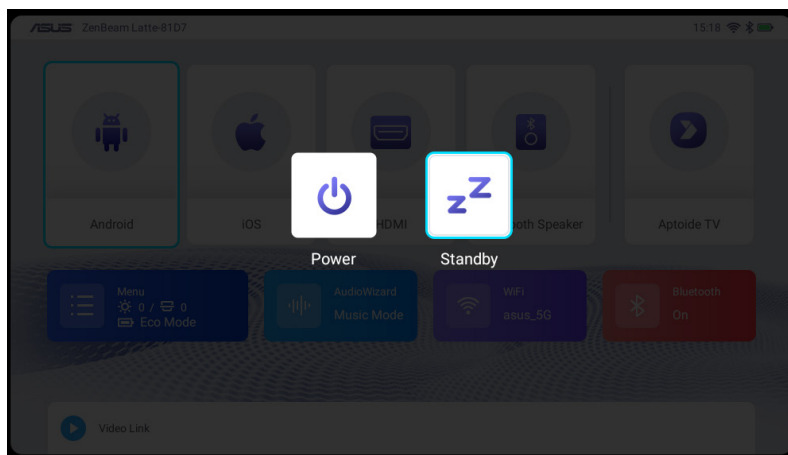 ASUS ZenBeam Latte-81D7 15:18
Android iOS HDMI ooth Speaker Aptoide TV
Power Standby
Menu
0 / 0
Eco Mode
AudioWizard
Music Mode
WiFi
asus_5G
Bluetooth
On
Video Link